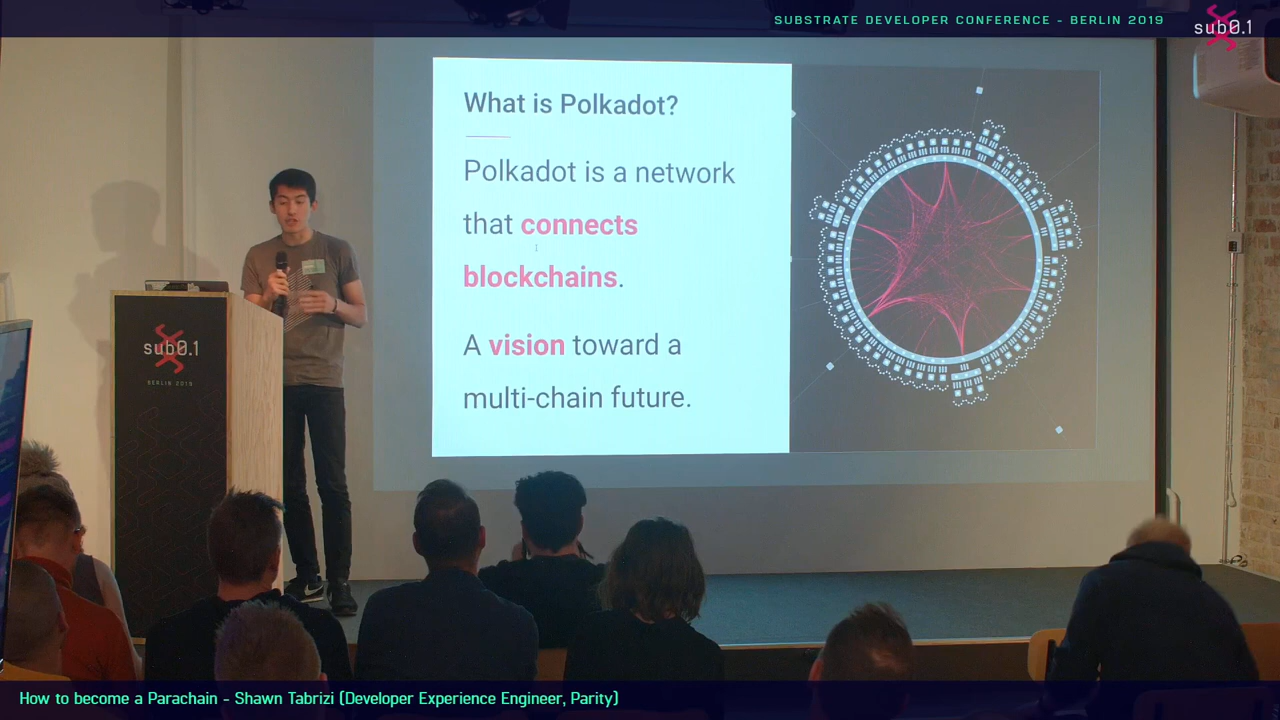 SUBSTRATE DEVELOPER CONFERENCE - BERLIN 2019
sub0.1
What is Polkadot?
Polkadot is a network
that connects
blockchains.
A vision toward a
multi-chain future.
sub0.1
BERLIN 2019
How to become a Parachain - Shawn Tabrizi (Developer Experience Engineer, Parity)